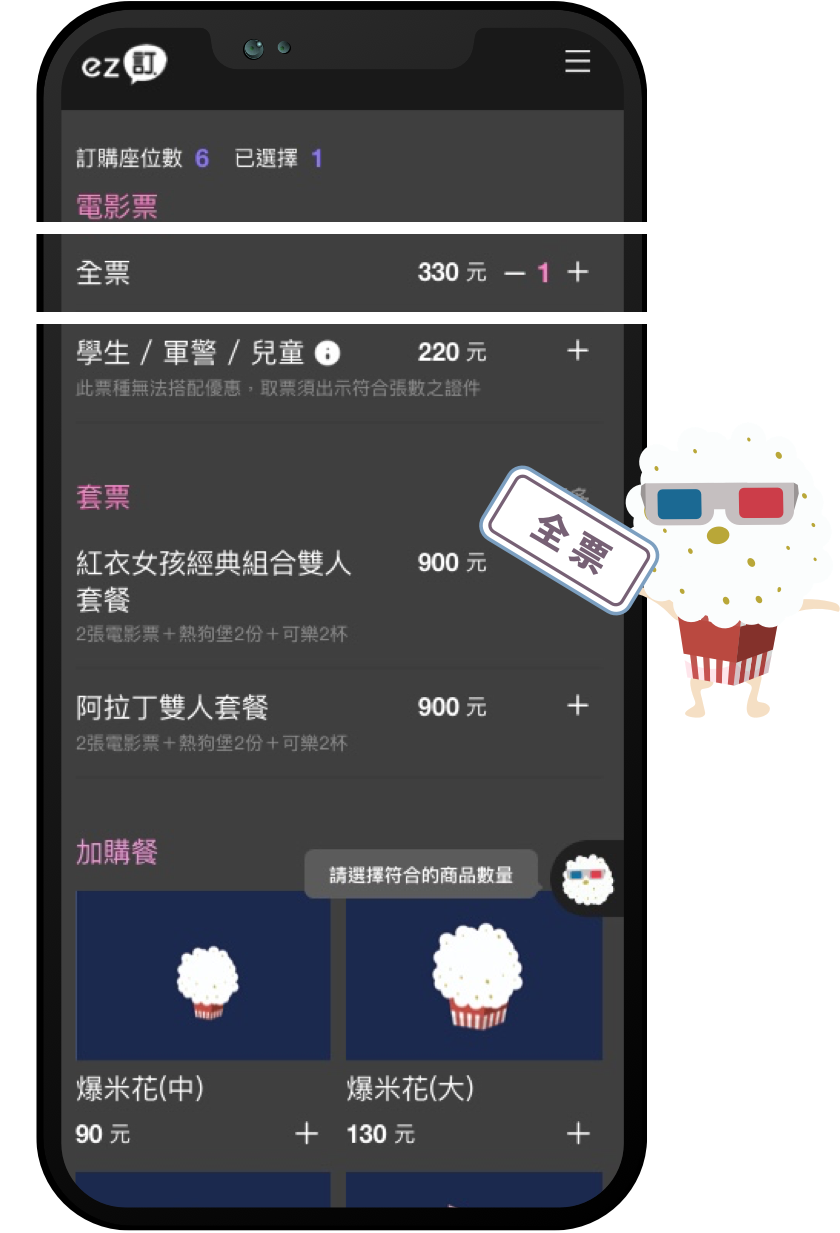 ez訂
訂購座位數 6 已選擇 1
電影票
全票 330 元 — 1 +
學生 / 軍警 / 兒童 220 元 +
此票種無法搭配優惠，取票須出示符合張數之證件
套票
全票
紅衣女孩經典組合雙人 900 元
套餐
2張電影票＋熱狗堡2份＋可樂2杯
阿拉丁雙人套餐 900 元 +
2張電影票＋熱狗堡2份＋可樂2杯
加購餐
請選擇符合的商品數量
爆米花(中) 爆米花(大)
90 元 + 130 元 +